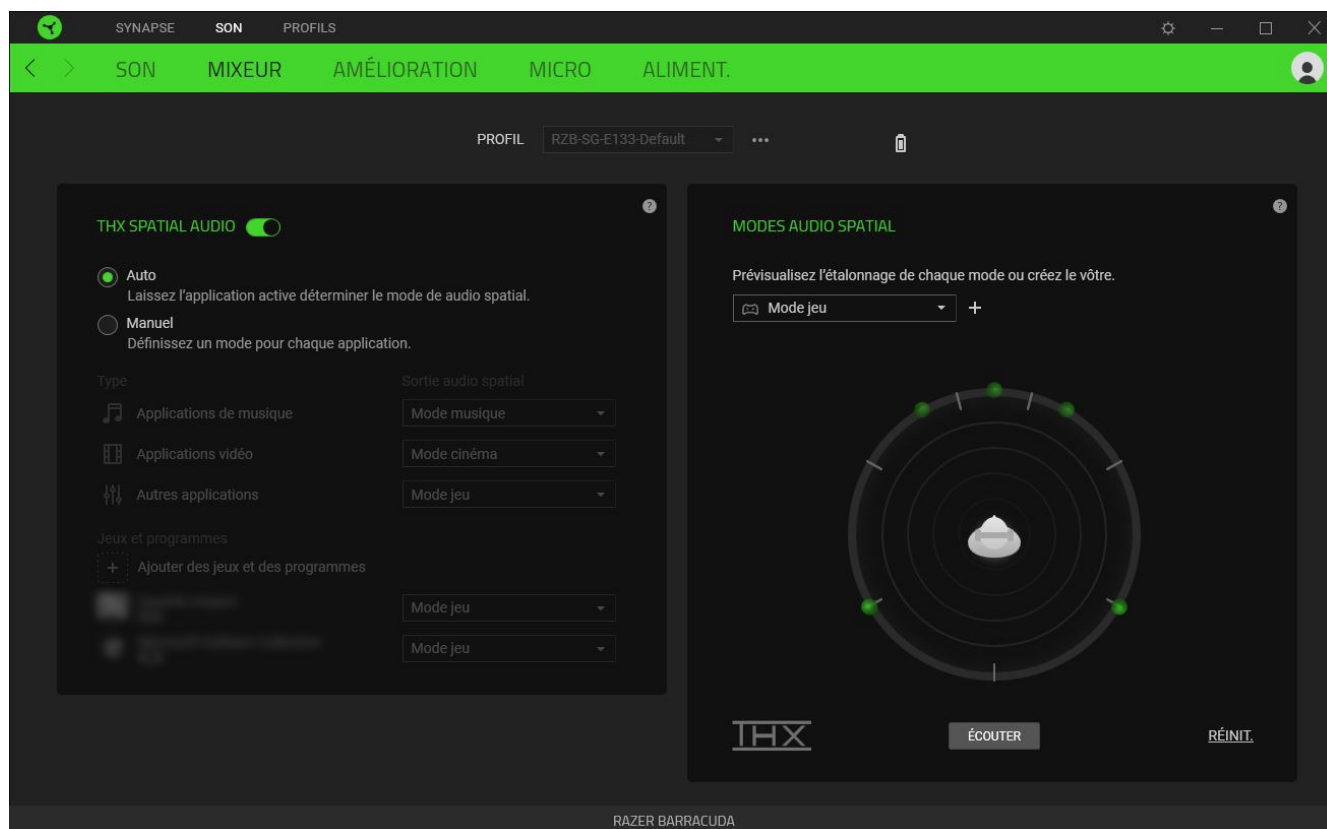 SYNAPSE SON PROFILS
SON MIXEUR AMÉLIORATION MICRO ALIMENT.
PROFIL RZB-SG-E133-Default
THX SPATIAL AUDIO
Auto
Laissez l'application active déterminer le mode de audio spatial.
Manuel
Définissez un mode pour chaque application.
Type Sortie audio spatial
Applications de musique Mode musique
Applications vidéo Mode cinéma
Autres applications Mode jeu
Jeux et programmes
Ajouter des jeux et des programmes
Mode jeu
Mode jeu
MODES AUDIO SPATIAL
Prévisualisez l'étalonnage de chaque mode ou créez le vôtre.
Mode jeu
THX
ÉCOUTER
RÉINIT.
RAZER BARRACUDA